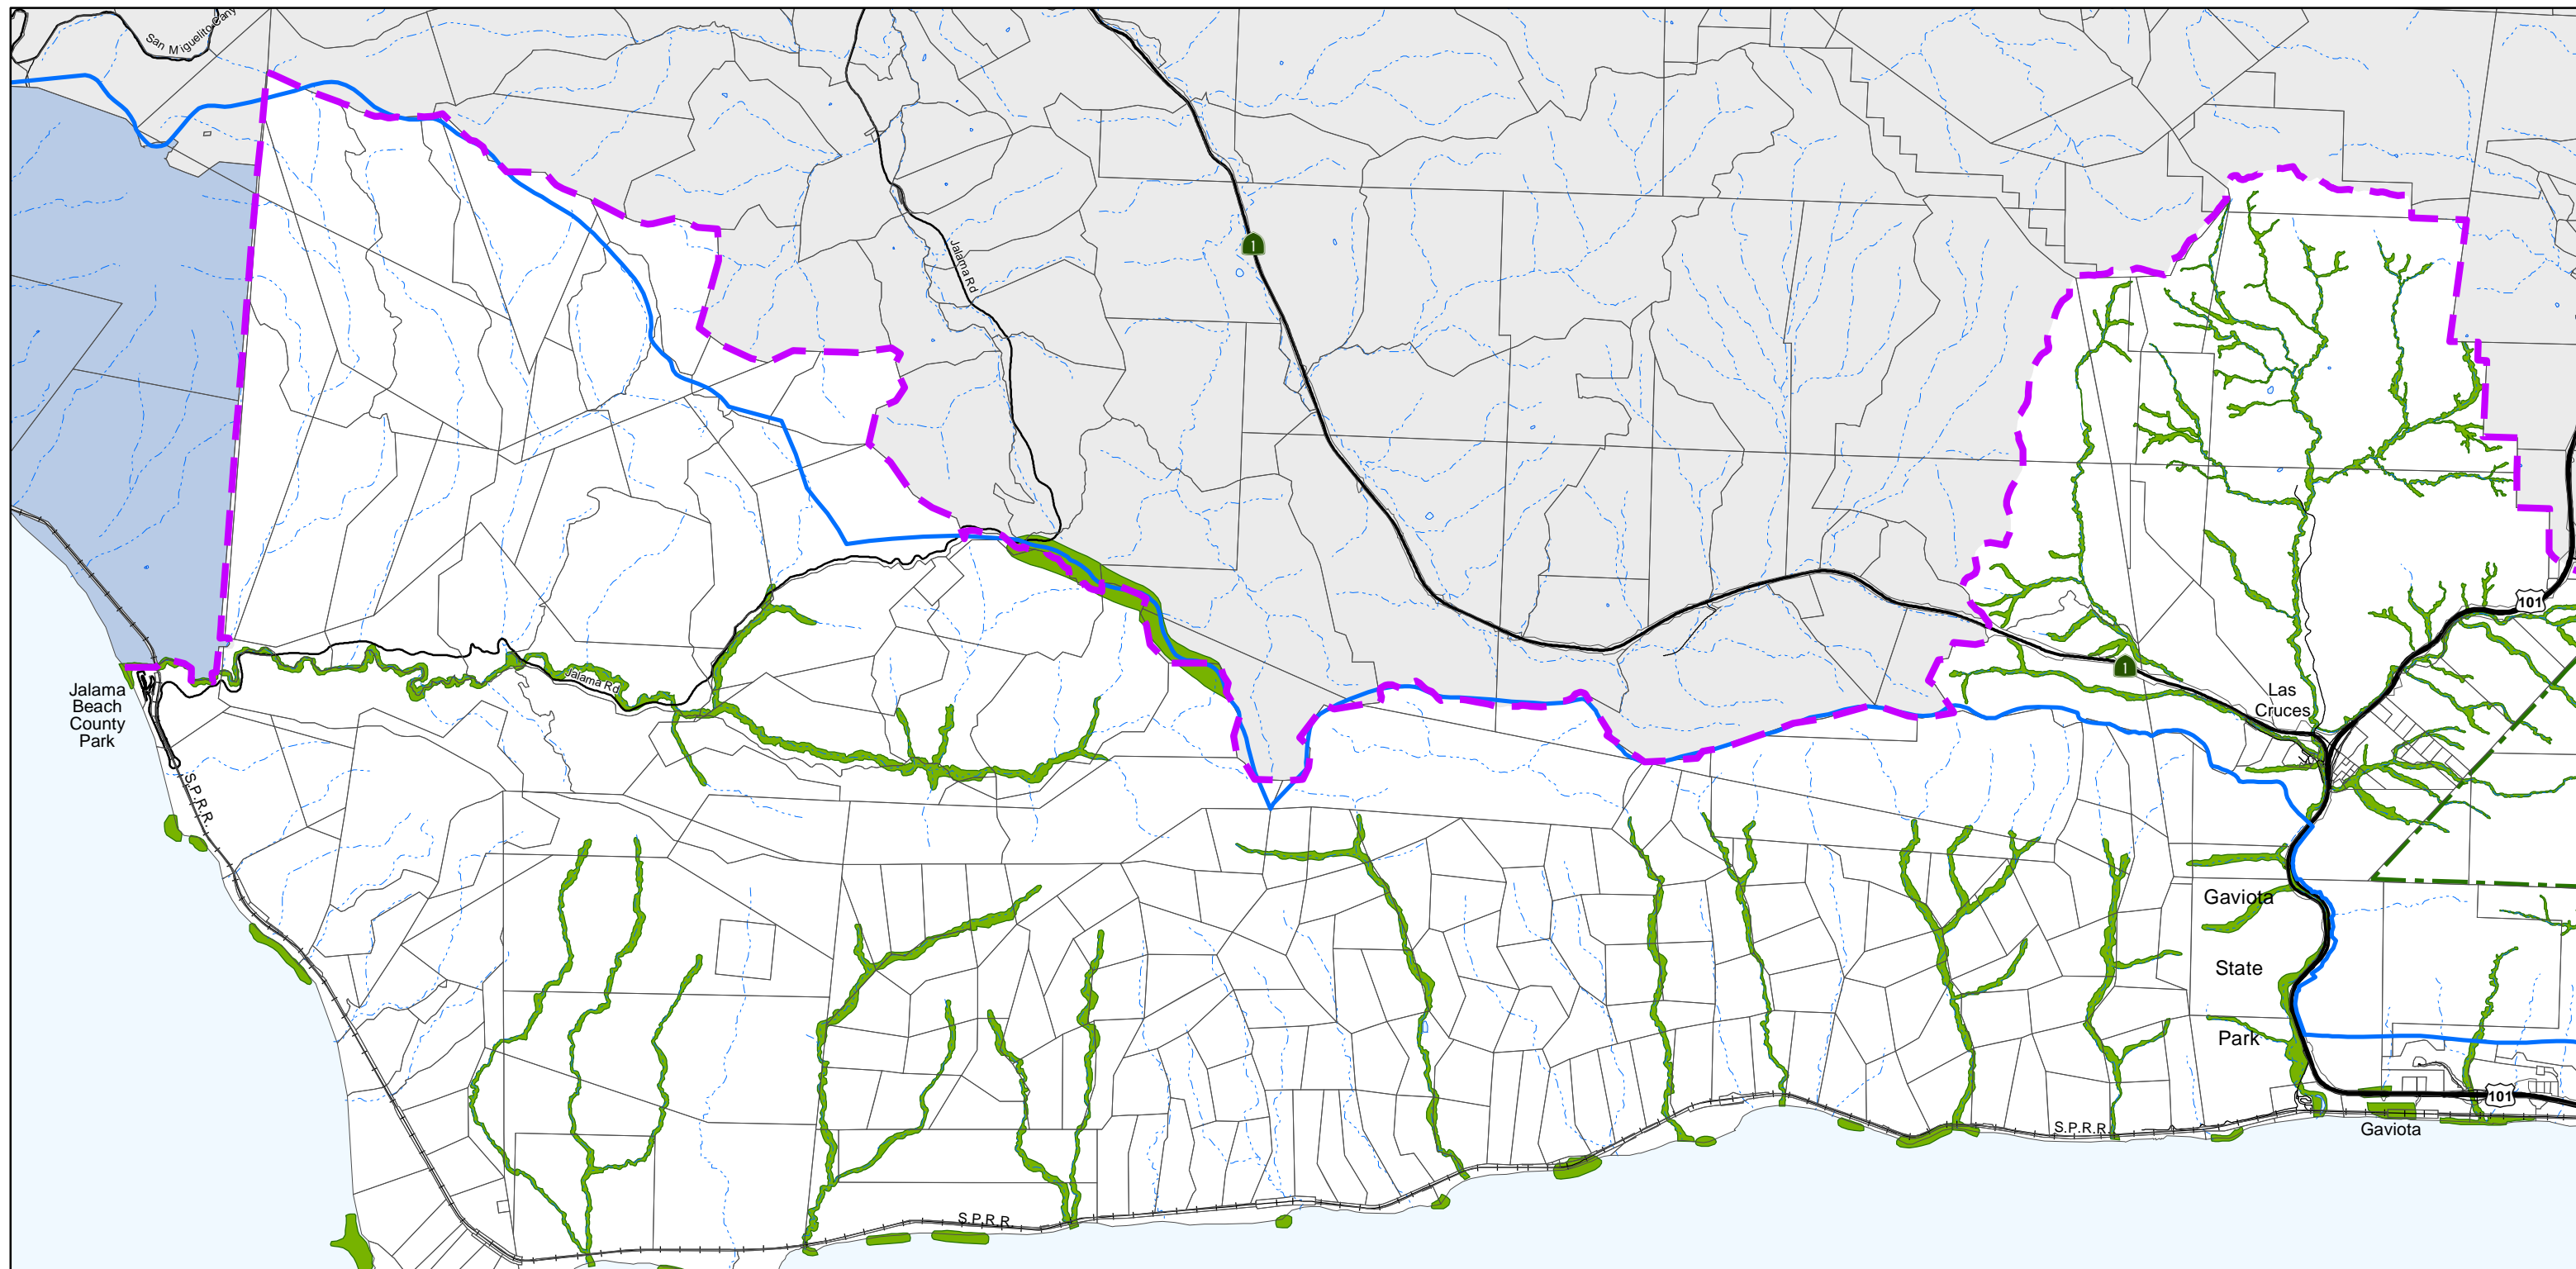 San Miguelito Cany
Jalama Rd
1
101
Jalama Rd
1
Jalama
Beach
County
Park
Las
Cruces
S.P.R.R.
Gaviota
State
Park
101
S.P.R.R.
Gaviota
S.P.R.R.